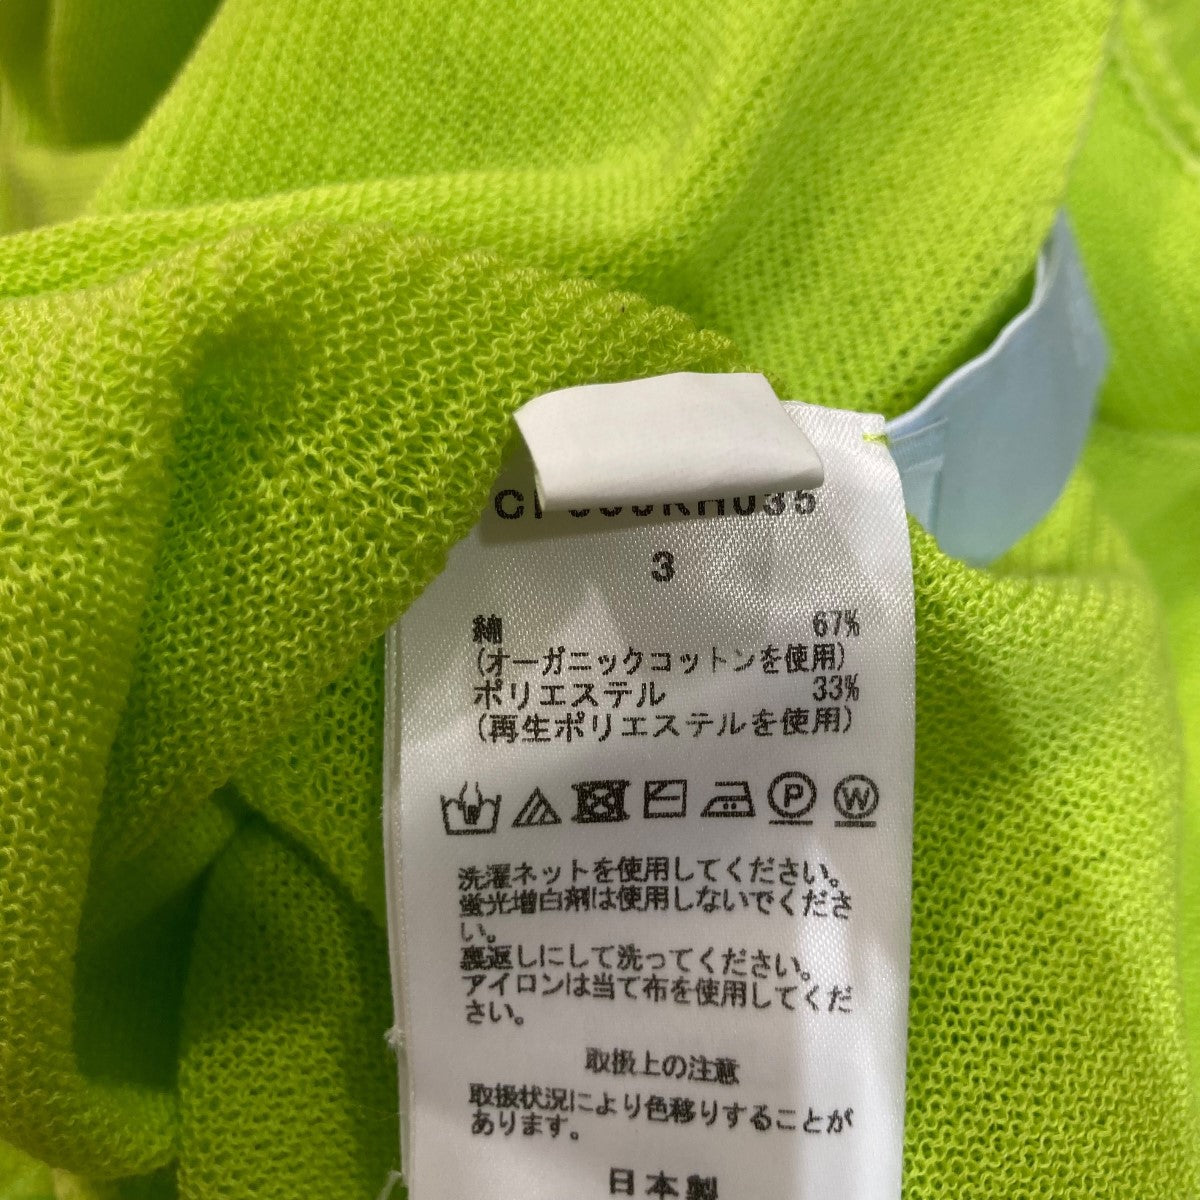 3
綿 67%
(オーガニックコットンを使用)
ポリエステル 33%
(再生ポリエステルを使用)
P W
洗濯ネットを使用してください。
蛍光増白剤は使用しないでくださ
い。
裏返しにして洗ってください。
アイロンは当て布を使用してくだ
さい。
取扱上の注意
取扱状況により色移りすることが
あります。
日本製